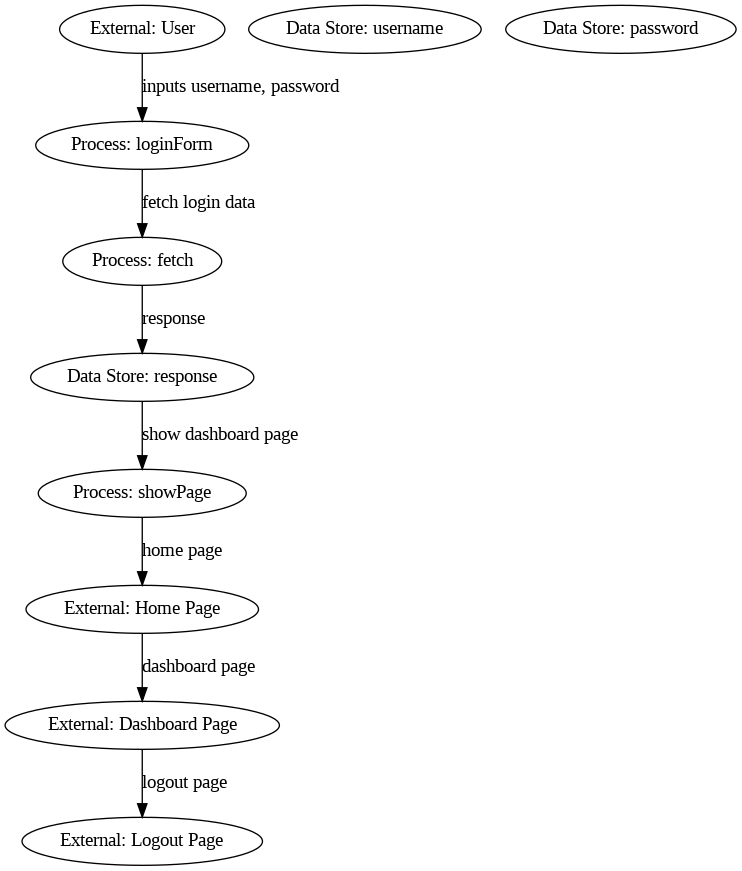 External: User
Data Store: username
Data Store: password
inputs username, password
Process: loginForm
fetch login data
Process: fetch
response
Data Store: response
show dashboard page
Process: showPage
home page
External: Home Page
dashboard page
External: Dashboard Page
logout page
External: Logout Page